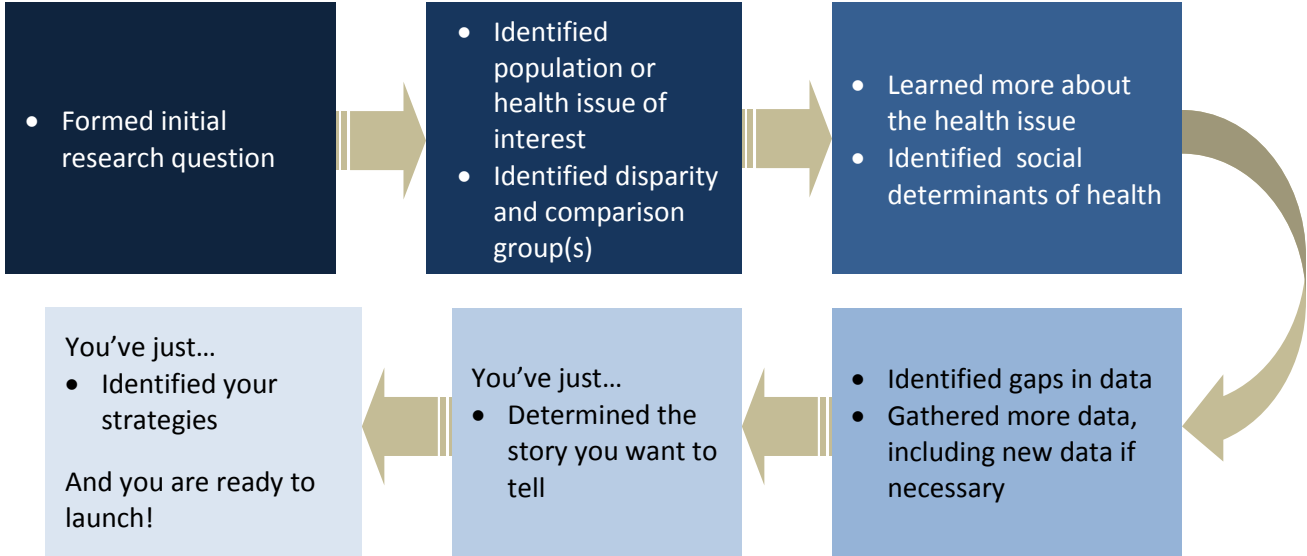 • Formed initial
research question
• Identified
population or
health issue of
interest
• Identified disparity
and comparison
group(s)
• Learned more about
the health issue
• Identified  social
determinants of health
• Identified gaps in data
• Gathered more data,
including new data if
necessary
You’ve just…
• Determined the
story you want to
tell
You’ve just…
• Identified your
strategies
And you are ready to
launch!